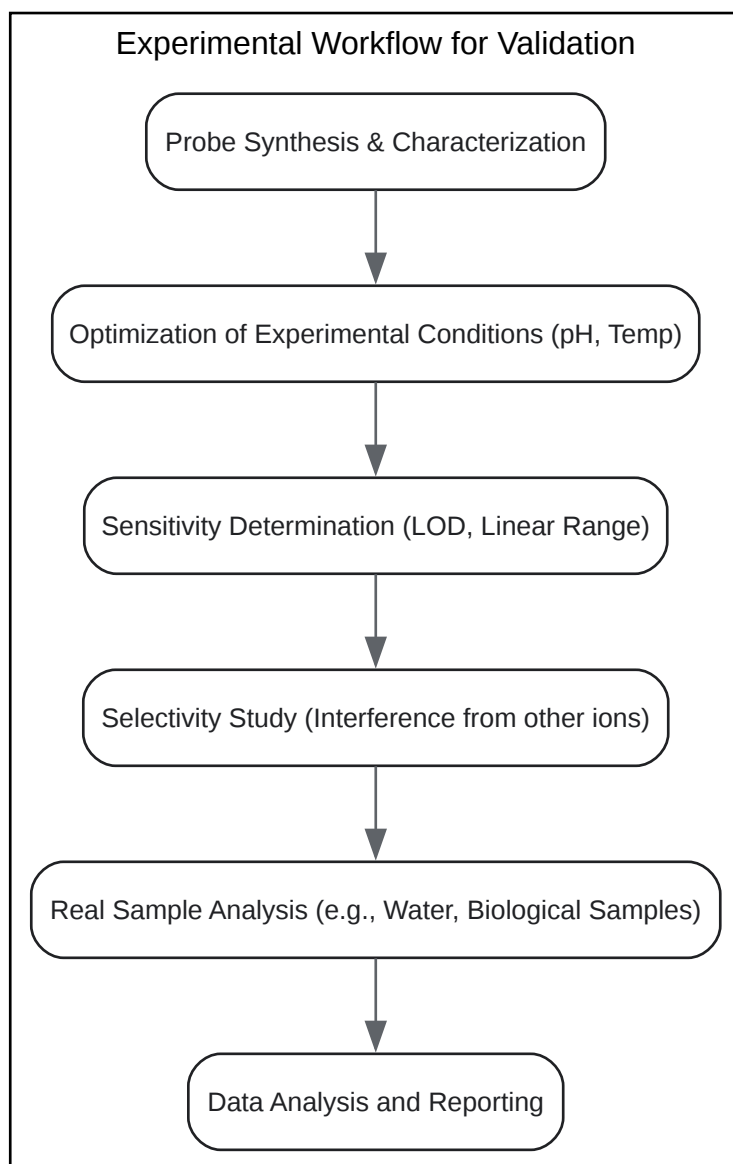 Experimental Workflow for Validation
Probe Synthesis & Characterization
Optimization of Experimental Conditions (pH, Temp)
Sensitivity Determination (LOD, Linear Range)
Selectivity Study (Interference from other ions)
Real Sample Analysis (e.g., Water, Biological Samples)
Data Analysis and Reporting